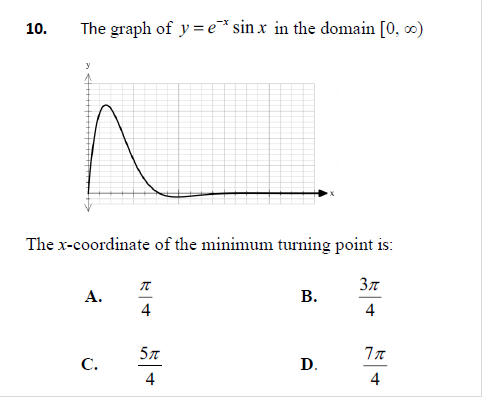 10. The graph of y = e⁻ˣ sin x in the domain [0, ∞)
y
x
The x-coordinate of the minimum turning point is:
A. π/4 B. 3π/4
C. 5π/4 D. 7π/4